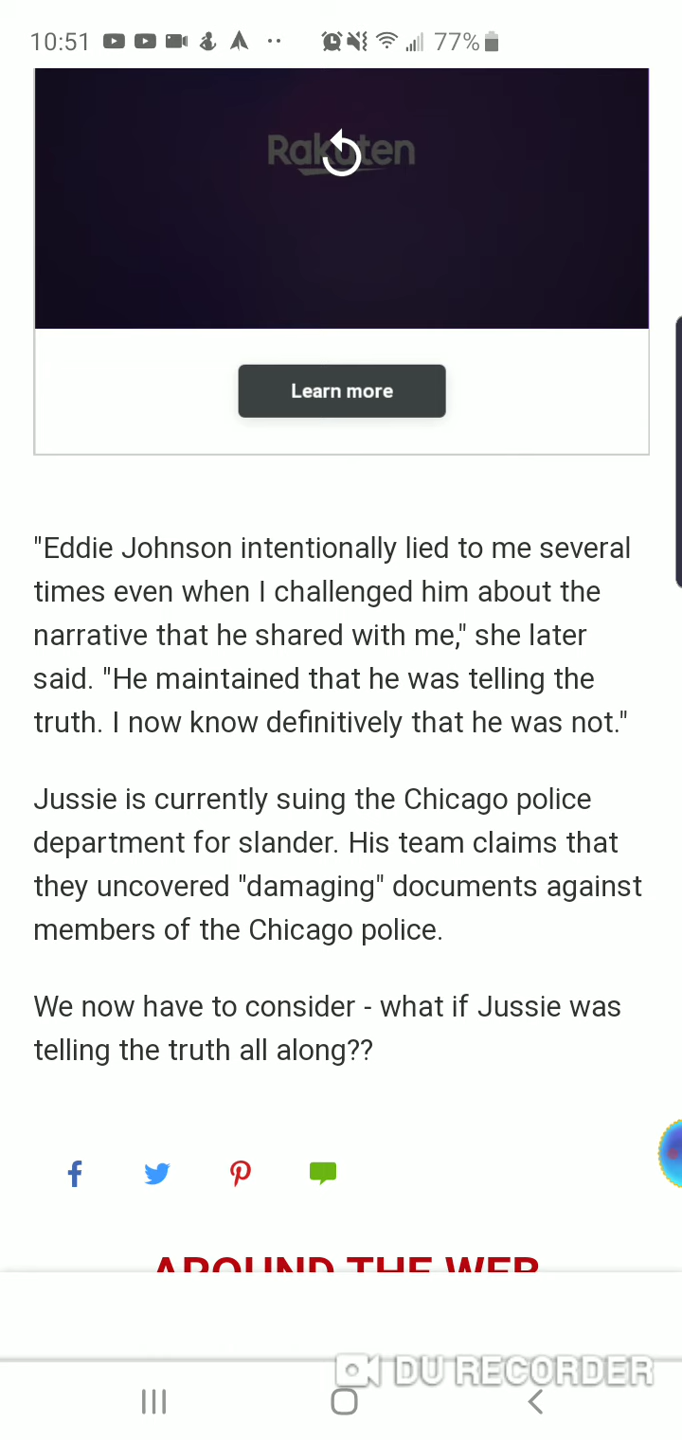 10:51 77%
Rakuten
Learn more
"Eddie Johnson intentionally lied to me several
times even when I challenged him about the
narrative that he shared with me," she later
said. "He maintained that he was telling the
truth. I now know definitively that he was not."
Jussie is currently suing the Chicago police
department for slander. His team claims that
they uncovered "damaging" documents against
members of the Chicago police.
We now have to consider - what if Jussie was
telling the truth all along??
AROUND THE WEB
DU RECORDER